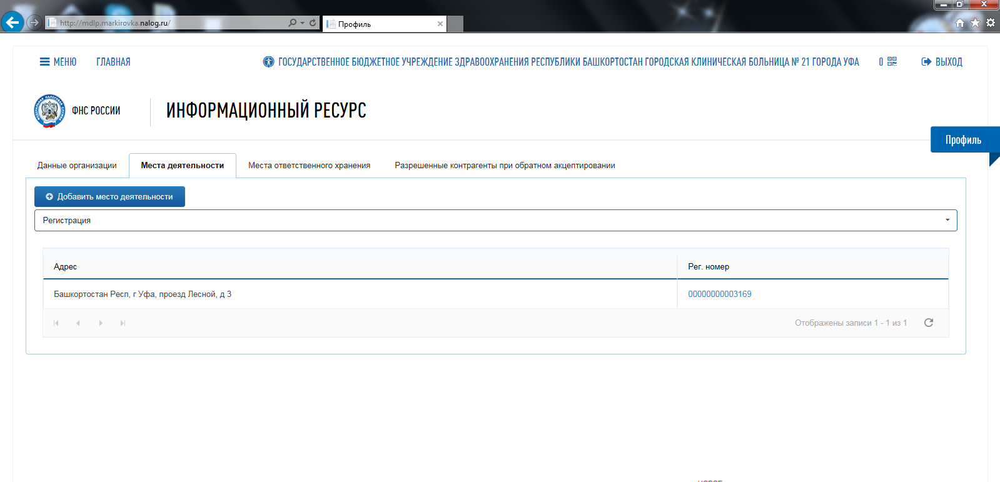 http://mdlp.markirovka.nalog.ru/
Профиль
МЕНЮ ГЛАВНАЯ ГОСУДАРСТВЕННОЕ БЮДЖЕТНОЕ УЧРЕЖДЕНИЕ ЗДРАВООХРАНЕНИЯ РЕСПУБЛИКИ БАШКОРТОСТАН ГОРОДСКАЯ КЛИНИЧЕСКАЯ БОЛЬНИЦА № 21 ГОРОДА УФА 0 ВЫХОД
ФНС РОССИИ ИНФОРМАЦИОННЫЙ РЕСУРС
Профиль
Данные организации Места деятельности Места ответственного хранения Разрешенные контрагенты при обратном акцептировании
Добавить место деятельности
Регистрация
Адрес Рег. номер
Башкортостан Респ, г Уфа, проезд Лесной, д 3 00000000003169
Отображены записи 1 - 1 из 1